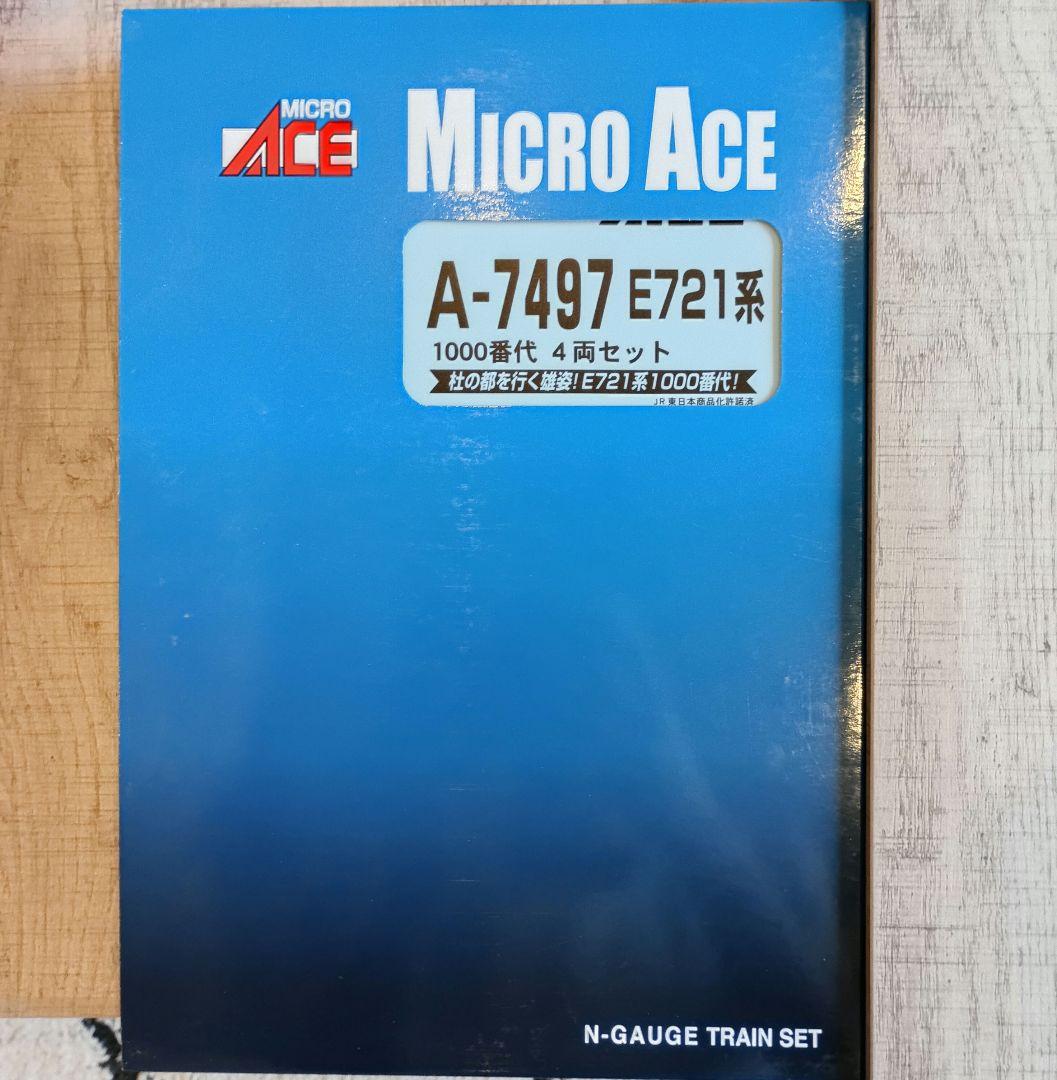 MICRO
ACE
MICRO ACE
A-7497 E721系
1000番代 4両セット
杜の都を行く雄姿!E721系1000番代!
JR東日本商品化許諾済
N-GAUGE TRAIN SET